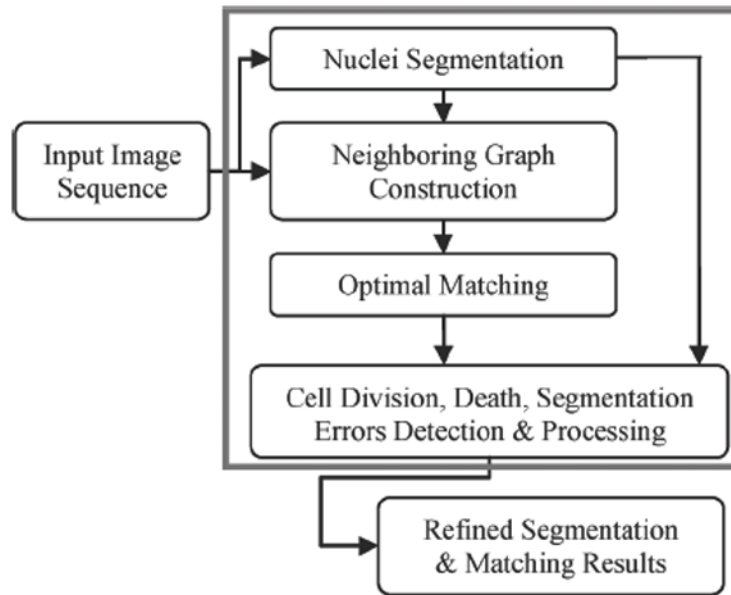 Nuclei Segmentation
Input Image
Sequence
Neighboring Graph
Construction
Optimal Matching
Cell Division, Death, Segmentation
Errors Detection & Processing
Refined Segmentation
& Matching Results